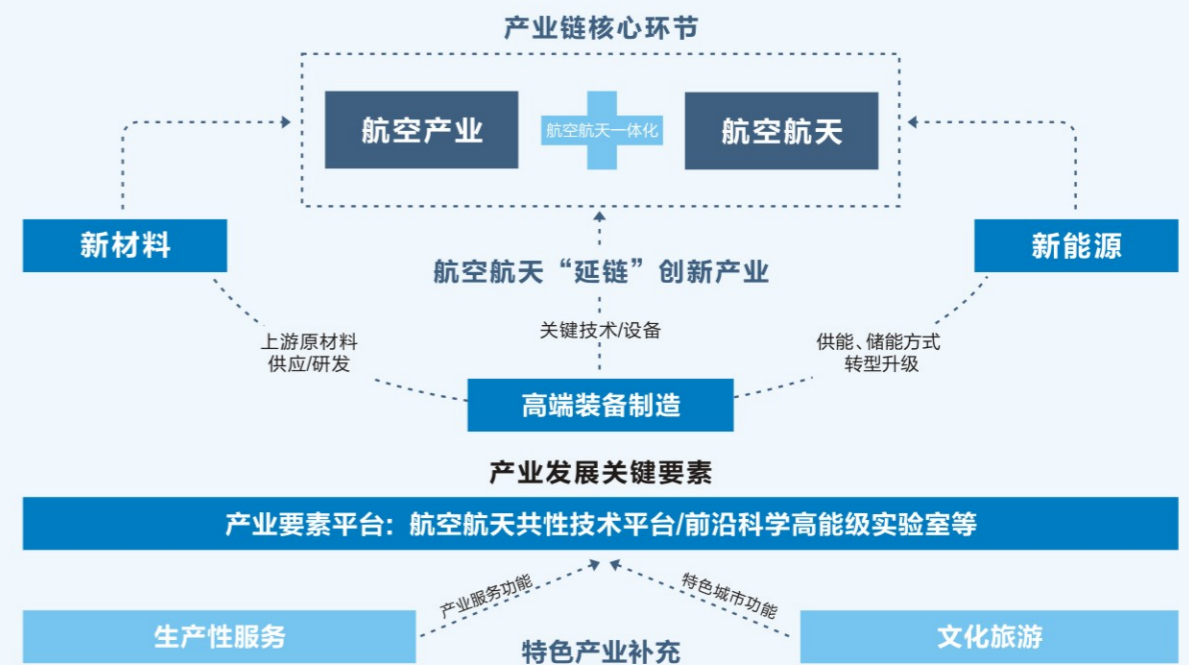 产业链核心环节
航空产业
航空航天一体化
航空航天
新材料
新能源
航空航天“延链”创新产业
上游原材料
供应/研发
关键技术/设备
供能、储能方式
转型升级
高端装备制造
产业发展关键要素
产业要素平台：航空航天共性技术平台/前沿科学高能级实验室等
产业服务功能
特色城市功能
生产性服务
特色产业补充
文化旅游